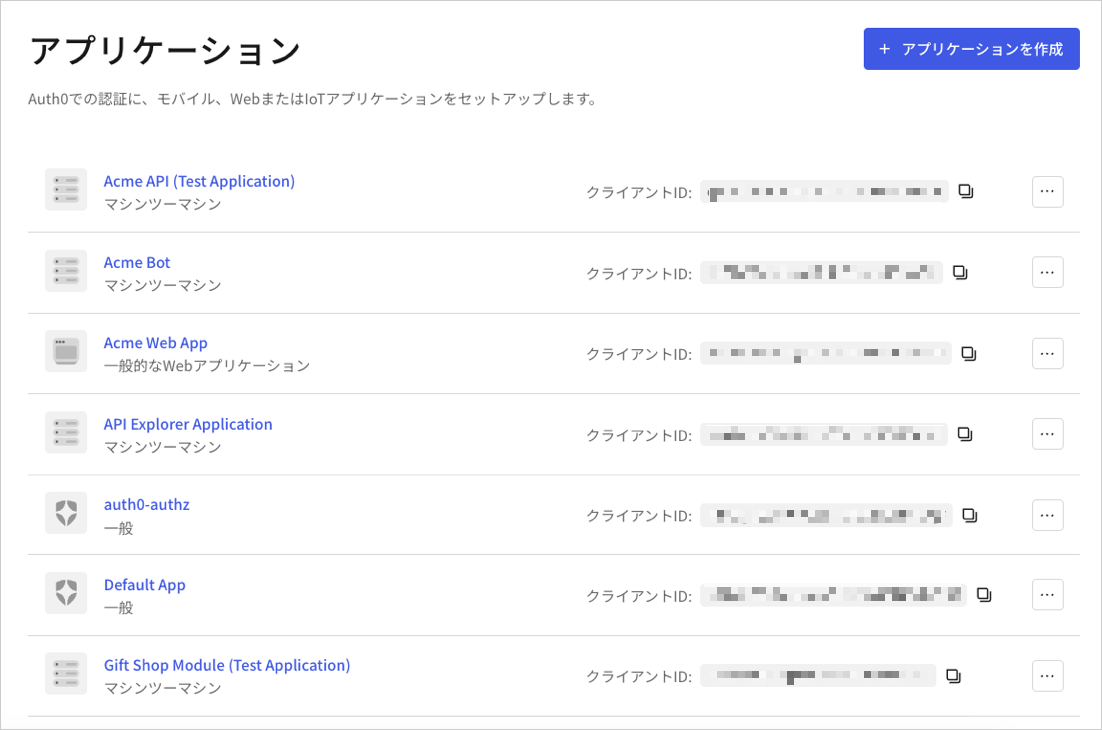 アプリケーション
+ アプリケーションを作成
Auth0での認証に、モバイル、WebまたはIoTアプリケーションをセットアップします。
Acme API (Test Application)
マシンツーマシン
クライアントID:
Acme Bot
マシンツーマシン
クライアントID:
Acme Web App
一般的なWebアプリケーション
クライアントID:
API Explorer Application
マシンツーマシン
クライアントID:
auth0-authz
一般
クライアントID:
Default App
一般
クライアントID:
Gift Shop Module (Test Application)
マシンツーマシン
クライアントID: